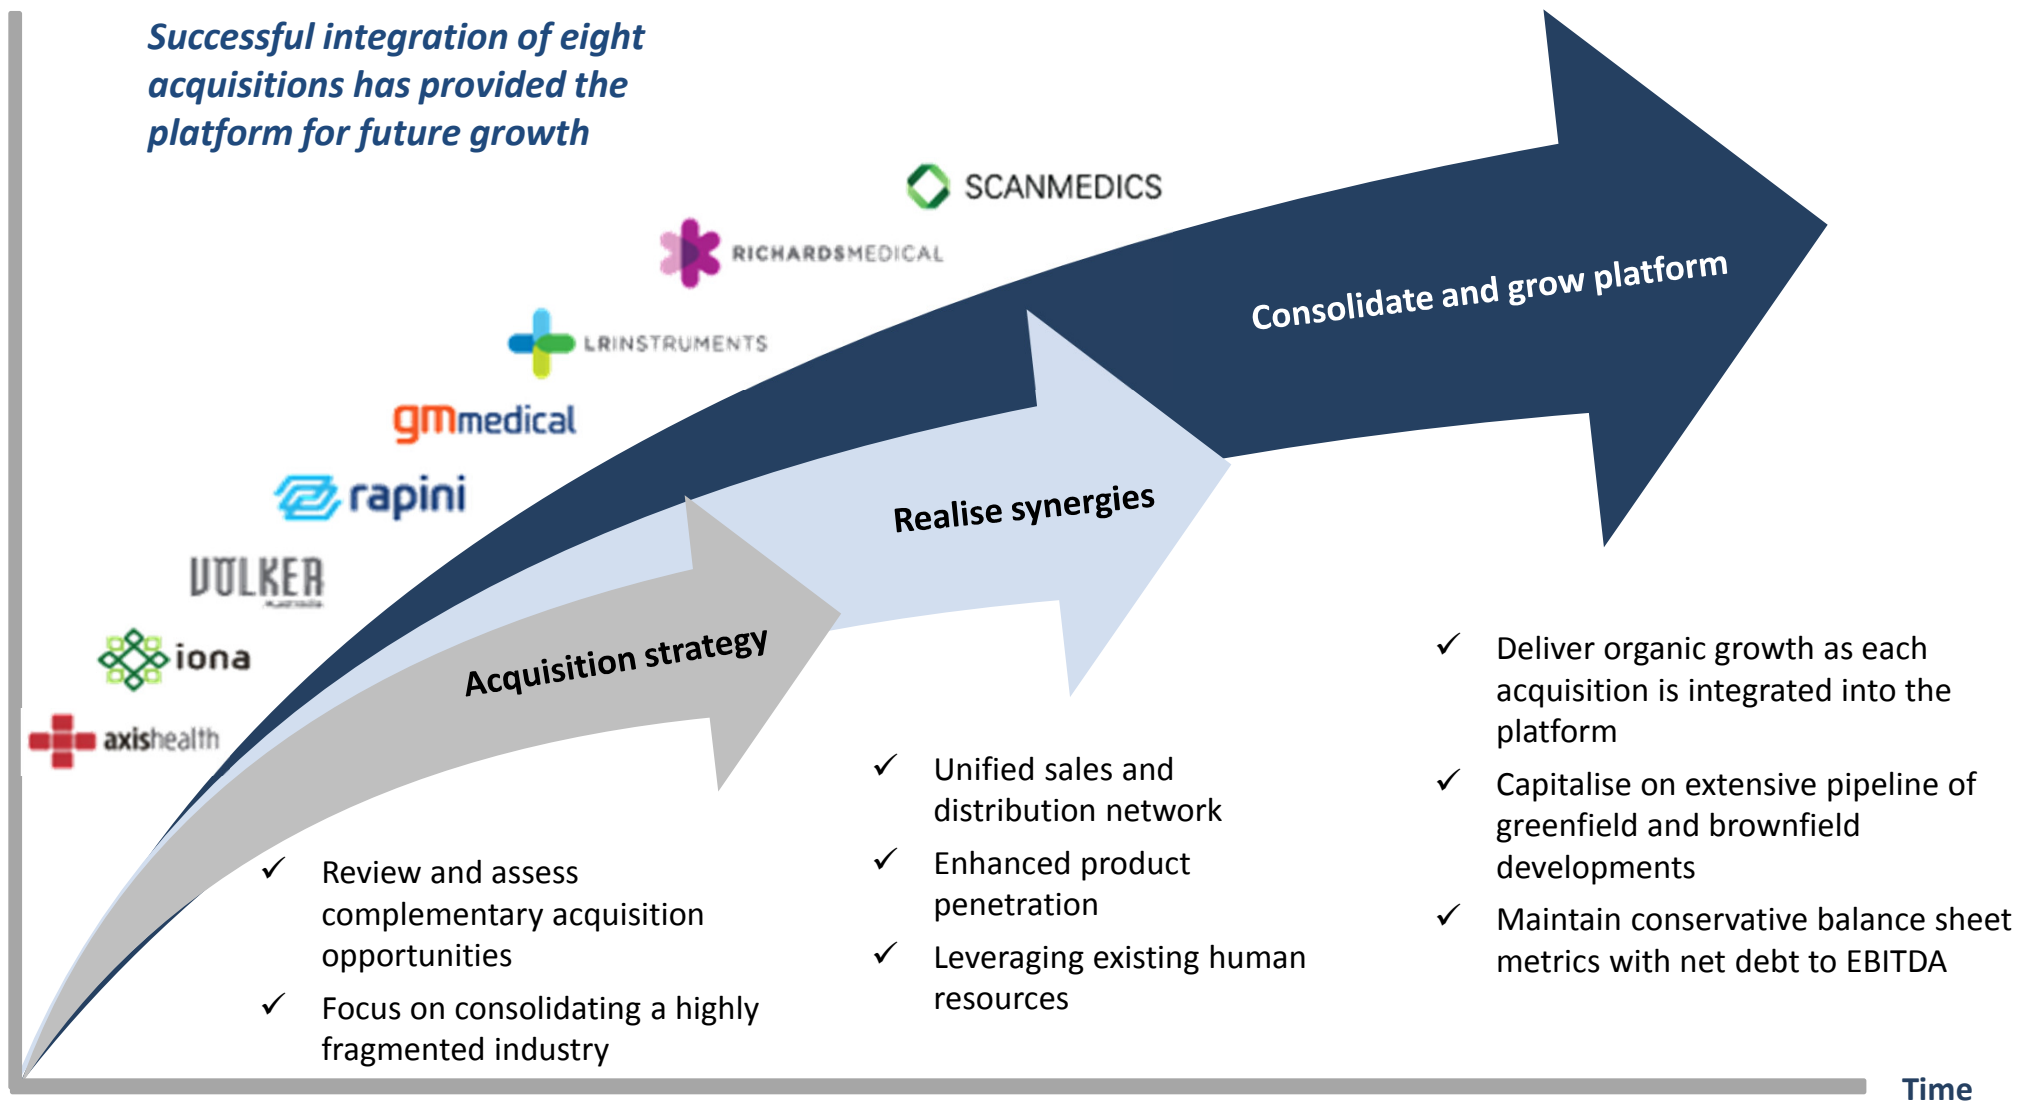 Successful integration of eight
acquisitions has provided the
platform for future growth
SCANMEDICS
RICHARDSMEDICAL
LRINSTRUMENTS
gmmedical
rapini
VOLKER
iona
axishealth
Consolidate and grow platform
Realise synergies
Acquisition strategy
✓ Review and assess
complementary acquisition
opportunities
✓ Focus on consolidating a highly
fragmented industry
✓ Unified sales and
distribution network
✓ Enhanced product
penetration
✓ Leveraging existing human
resources
✓ Deliver organic growth as each
acquisition is integrated into the
platform
✓ Capitalise on extensive pipeline of
greenfield and brownfield
developments
✓ Maintain conservative balance sheet
metrics with net debt to EBITDA
Time